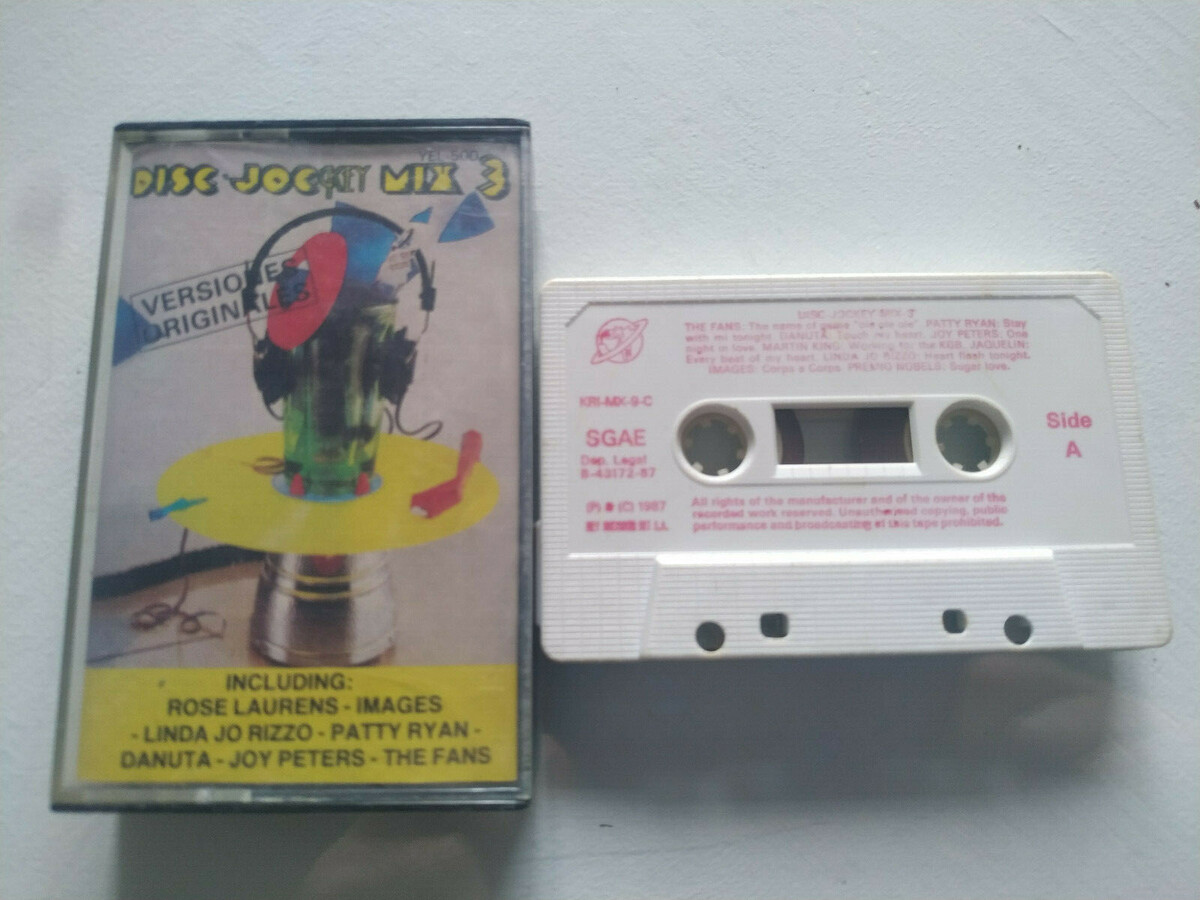 YEL 500
DISC JOCKEY MIX 3
VERSIONES
ORIGINALES
INCLUDING:
ROSE LAURENS - IMAGES
- LINDA JO RIZZO - PATTY RYAN -
DANUTA - JOY PETERS - THE FANS
DISC JOCKEY MIX 3
THE FANS: The name of game "ole ole ole". PATTY RYAN: Stay
with mi tonight. DANUTA: Touch my heart. JOY PETERS: One
night in love. MARTIN KING: Working for the KGB. JAQUELIN:
Every beat of my heart. LINDA JO RIZZO: Heart flash tonight.
IMAGES: Corps a Corps. PREMIO NOBELS: Sugar love.
KRI-MX-9-C
SGAE
Dep. Legal
B-43172-87
(P) (C) 1987
Side
A
All rights of the manufacturer and of the owner of the
recorded work reserved. Unauthorized copying, public
performance and broadcasting of this tape prohibited.